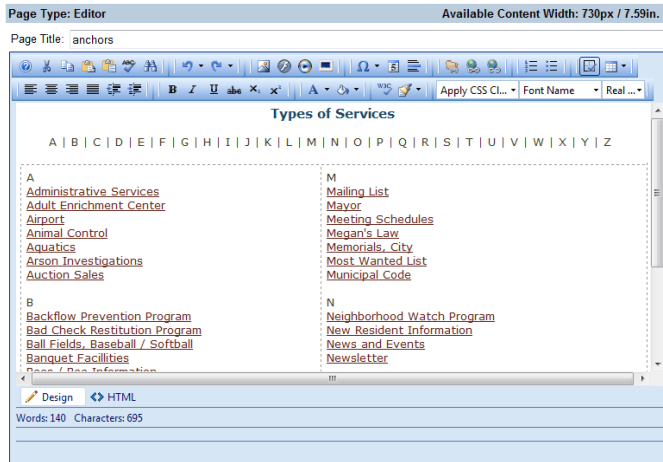 Page Type: Editor Available Content Width: 730px / 7.59in.
Page Title: anchors
Apply CSS Cl... Font Name Real ...
Types of Services
A | B | C | D | E | F | G | H | I | J | K | L | M | N | O | P | Q | R | S | T | U | V | W | X | Y | Z
A
Administrative Services
Adult Enrichment Center
Airport
Animal Control
Aquatics
Arson Investigations
Auction Sales
B
Backflow Prevention Program
Bad Check Restitution Program
Ball Fields, Baseball / Softball
Banquet Facillities
Bees / Bee Information
M
Mailing List
Mayor
Meeting Schedules
Megan's Law
Memorials, City
Most Wanted List
Municipal Code
N
Neighborhood Watch Program
New Resident Information
News and Events
Newsletter
Design HTML
Words: 140 Characters: 695